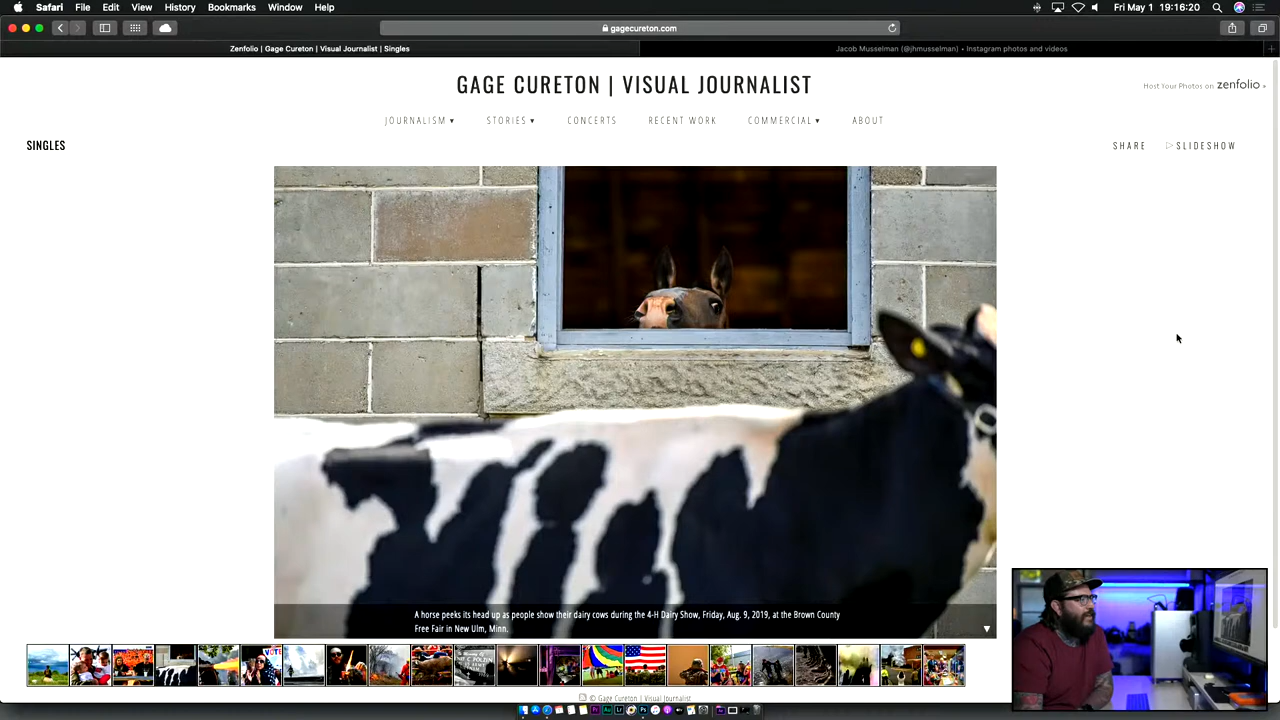 Safari File Edit View History Bookmarks Window Help
Fri May 1 19:16:20
gagecureton.com
Zenfolio | Gage Cureton | Visual Journalist | Singles
Jacob Musselman (@jhmusselman) • Instagram photos and videos
GAGE CURETON | VISUAL JOURNALIST
Host Your Photos on zenfolio »
JOURNALISM ▾ STORIES ▾ CONCERTS RECENT WORK COMMERCIAL ▾ ABOUT
SINGLES
SHARE ▷ SLIDESHOW
A horse peeks its head up as people show their dairy cows during the 4-H Dairy Show, Friday, Aug. 9, 2019, at the Brown County
Free Fair in New Ulm, Minn.
© Gage Cureton | Visual Journalist